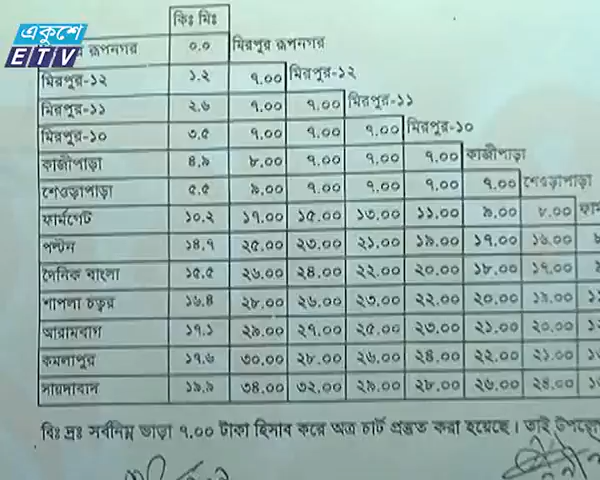 একুশে
ETV
কিঃ মিঃ
রূপনগর ০.০ মিরপুর রূপনগর
মিরপুর-১২ ১.২ ৭.০০ মিরপুর-১২
মিরপুর-১১ ২.৬ ৭.০০ ৭.০০ মিরপুর-১১
মিরপুর-১০ ৩.৫ ৭.০০ ৭.০০ ৭.০০ মিরপুর-১০
কাজীপাড়া ৪.৯ ৮.০০ ৭.০০ ৭.০০ ৭.০০ কাজীপাড়া
শেওড়াপাড়া ৫.৫ ৯.০০ ৭.০০ ৭.০০ ৭.০০ ৭.০০ শেওড়াপাড়া
ফার্মগেট ১০.২ ১৭.০০ ১৫.০০ ১৩.০০ ১১.০০ ৯.০০ ৮.০০
পল্টন ১৪.৭ ২৫.০০ ২৩.০০ ২১.০০ ১৯.০০ ১৭.০০ ১৬.০০
দৈনিক বাংলা ১৫.৫ ২৬.০০ ২৪.০০ ২২.০০ ২০.০০ ১৮.০০ ১৭.০০
শাপলা চত্বর ১৬.৪ ২৮.০০ ২৬.০০ ২৩.০০ ২২.০০ ২০.০০ ১৯.০০
আরামবাগ ১৭.১ ২৯.০০ ২৭.০০ ২৫.০০ ২৩.০০ ২১.০০ ২০.০০
কমলাপুর ১৭.৬ ৩০.০০ ২৮.০০ ২৬.০০ ২৪.০০ ২২.০০ ২১.০০
সায়দাবাদ ১৯.৯ ৩৪.০০ ৩২.০০ ২৯.০০ ২৮.০০ ২৬.০০ ২৪.০০
বিঃ দ্রঃ সর্বনিম্ন ভাড়া ৭.০০ টাকা হিসাব করে অত্র চার্ট প্রস্তুত করা হয়েছে। তাই